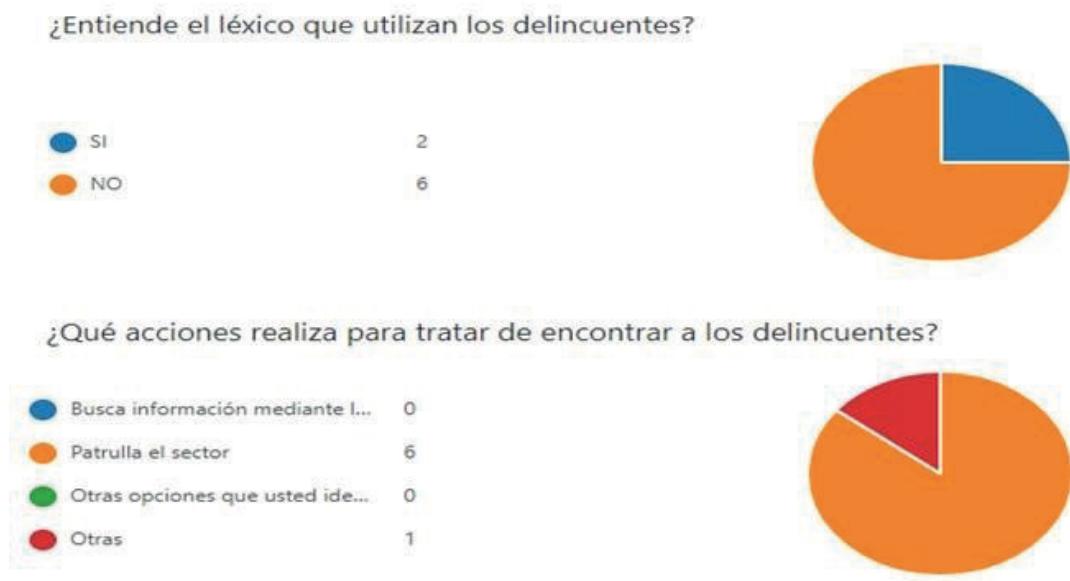 ¿Entiende el léxico que utilizan los delincuentes?
SI 2
NO 6
¿Qué acciones realiza para tratar de encontrar a los delincuentes?
Busca información mediante l... 0
Patrulla el sector 6
Otras opciones que usted ide... 0
Otras 1